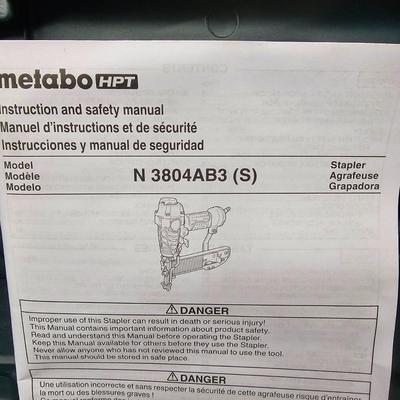 metabo HPT
Instruction and safety manual
Manuel d'instructions et de sécurité
Instrucciones y manual de seguridad
Model
Modèle
Modelo
N 3804AB3 (S)
Stapler
Agrafeuse
Grapadora
DANGER
Improper use of this Stapler can result in death or serious injury!
This Manual contains important information about product safety.
Read and understand this Manual before operating the Stapler.
Keep this Manual available for others before they use the Stapler.
Never allow anyone who has not reviewed this manual to use the tool.
This manual should be stored in safe place.
DANGER
Une utilisation incorrecte et sans respecter la sécurité de cette agrafeuse risque d'entraîner
la mort ou des blessures graves !